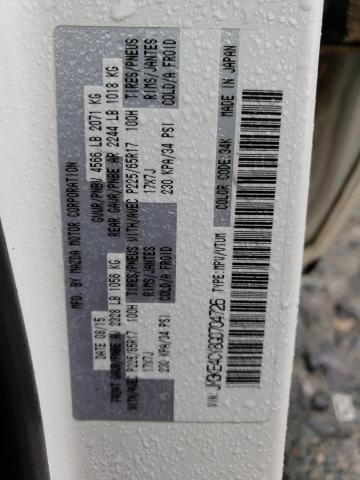 MFD. BY MAZDA MOTOR CORPORATION
DATE 08/15 GVWR/PNBV 4566 LB 2071 KG
FRONT GAWR/PNBE AV 2328 LB 1056 KG REAR GAWR/PNBE AR 2244 LB 1018 KG
TIRES/PNEUS WITH/AVEC P225/65R17 100H TIRES/PNEUS
WITH/AVEC P225/65R17 100H RIMS/JANTES
RIMS/JANTES 17X7J
17X7J COLD/A FROID
COLD/A FROID 230 KPA/34 PSI
230 KPA/34 PSI
VIN: TYPE:MPV/VTUM COLOR CODE:34K MADE IN JAPAN